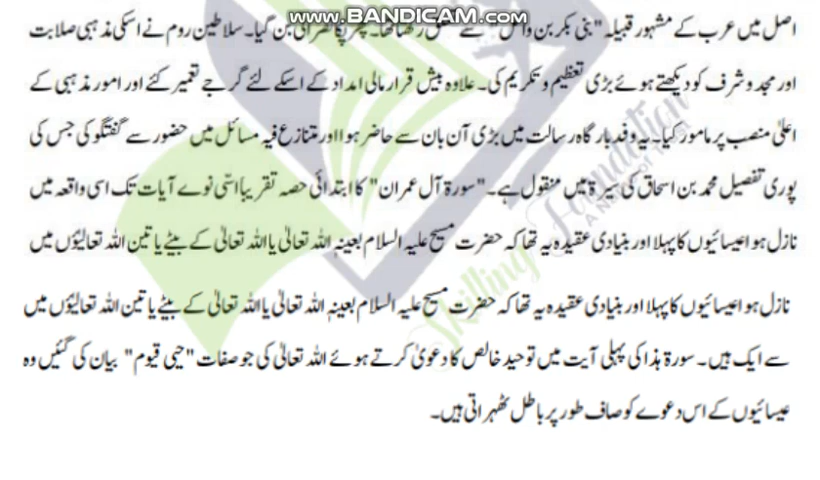 www.BANDICAM.com
اصل میں عرب کے مشہور قبیلہ "بنی بکر بن وائل" سے تعلق رکھتا تھا۔ پھر پکا نصرانی بن گیا۔ سلاطین روم نے اسکی مذہبی صلابت
اور مجد و شرف کو دیکھتے ہوئے بڑی تعظیم و تکریم کی۔ علاوہ بیش قرار مالی امداد کے اسکے لئے گرجے تعمیر کئے اور امور مذہبی کے
اعلیٰ منصب پر مامور کیا۔ یہ وفد بارگاہ رسالت میں بڑی آن بان سے حاضر ہوا اور متنازع فیہ مسائل میں حضور سے گفتگو کی جس کی
پوری تفصیل محمد بن اسحاق کی سیرۃ میں منقول ہے۔ "سورۃ آل عمران" کا ابتدائی حصہ تقریباً اسّی نوے آیات تک اسی واقعہ میں
نازل ہوا عیسائیوں کا پہلا اور بنیادی عقیدہ یہ تھا کہ حضرت مسیح علیہ السلام بعینہٖ اللہ تعالیٰ یا اللہ تعالیٰ کے بیٹے یا تین اللہ تعالیٰؤں میں
نازل ہوا عیسائیوں کا پہلا اور بنیادی عقیدہ یہ تھا کہ حضرت مسیح علیہ السلام بعینہٖ اللہ تعالیٰ یا اللہ تعالیٰ کے بیٹے یا تین اللہ تعالیٰؤں میں
سے ایک ہیں۔ سورۃ ہذا کی پہلی آیت میں توحید خالص کا دعویٰ کرتے ہوئے اللہ تعالیٰ کی جو صفات "حیی قیوم" بیان کی گئیں وہ
عیسائیوں کے اس دعوے کو صاف طور پر باطل ٹھہراتی ہیں۔
Skilling Foundation